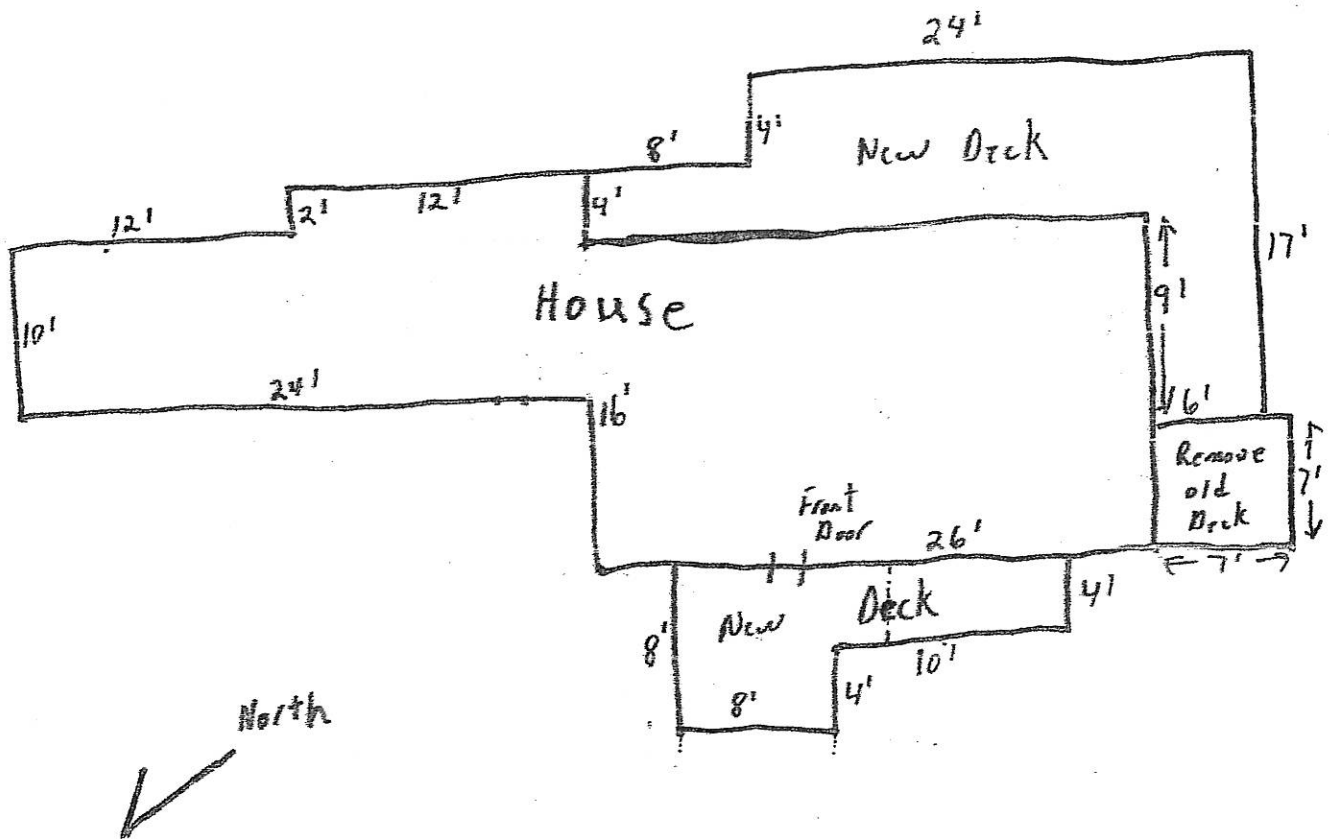 24'
8'
4'
New Deck
12'
2'
12'
4'
17'
9'
House
10'
24'
16'
6'
Remove
old
Deck
7'
Front
Door
26'
7'
New
Deck
4'
8'
10'
8'
4'
North